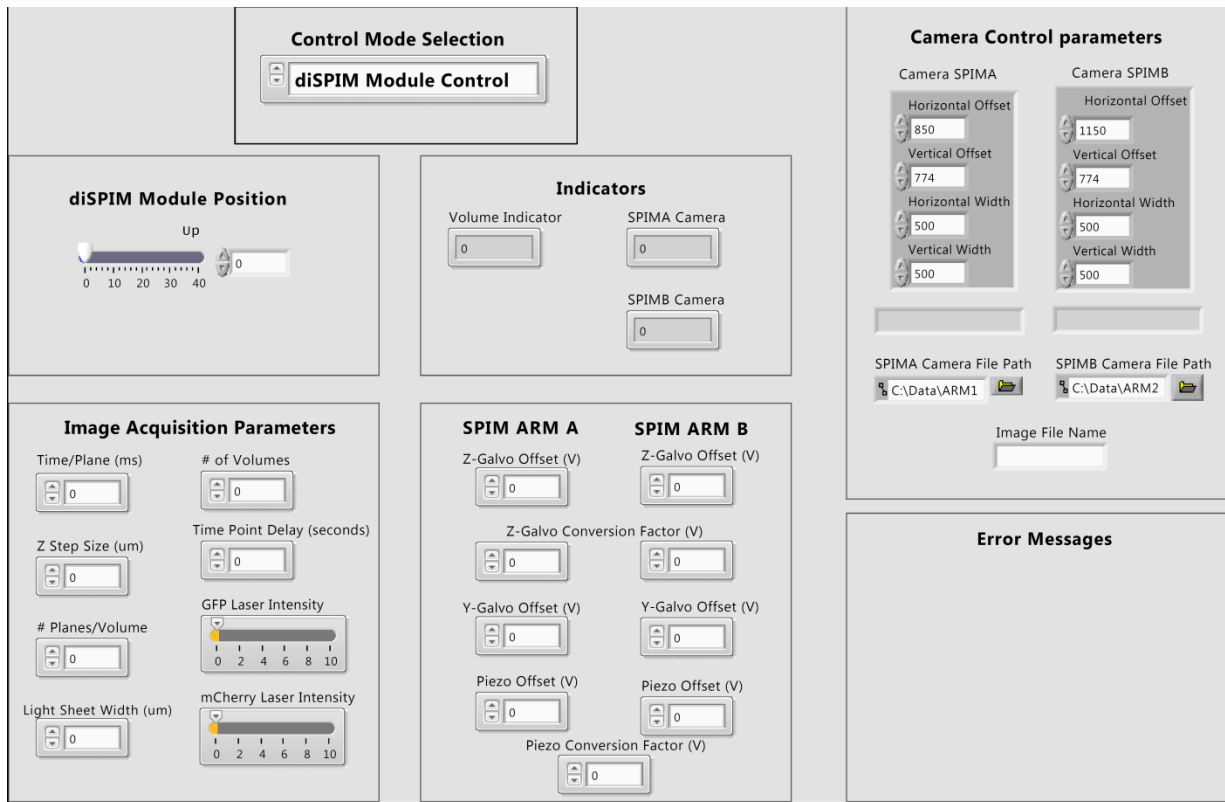 Control Mode Selection
diSPIM Module Control
diSPIM Module Position
Up
0
0 10 20 30 40
Indicators
Volume Indicator SPIMA Camera
0 0
SPIMB Camera
0
Camera Control parameters
Camera SPIMA Camera SPIMB
Horizontal Offset Horizontal Offset
850 1150
Vertical Offset Vertical Offset
774 774
Horizontal Width Horizontal Width
500 500
Vertical Width Vertical Width
500 500
SPIMA Camera File Path SPIMB Camera File Path
C:\Data\ARM1 C:\Data\ARM2
Image File Name
Image Acquisition Parameters
Time/Plane (ms) # of Volumes
0 0
Time Point Delay (seconds)
Z Step Size (um)
0 0
GFP Laser Intensity
# Planes/Volume
0
0 2 4 6 8 10
mCherry Laser Intensity
Light Sheet Width (um)
0
0 2 4 6 8 10
SPIM ARM A SPIM ARM B
Z-Galvo Offset (V) Z-Galvo Offset (V)
0 0
Z-Galvo Conversion Factor (V)
0 0
Y-Galvo Offset (V) Y-Galvo Offset (V)
0 0
Piezo Offset (V) Piezo Offset (V)
0 0
Piezo Conversion Factor (V)
0
Error Messages